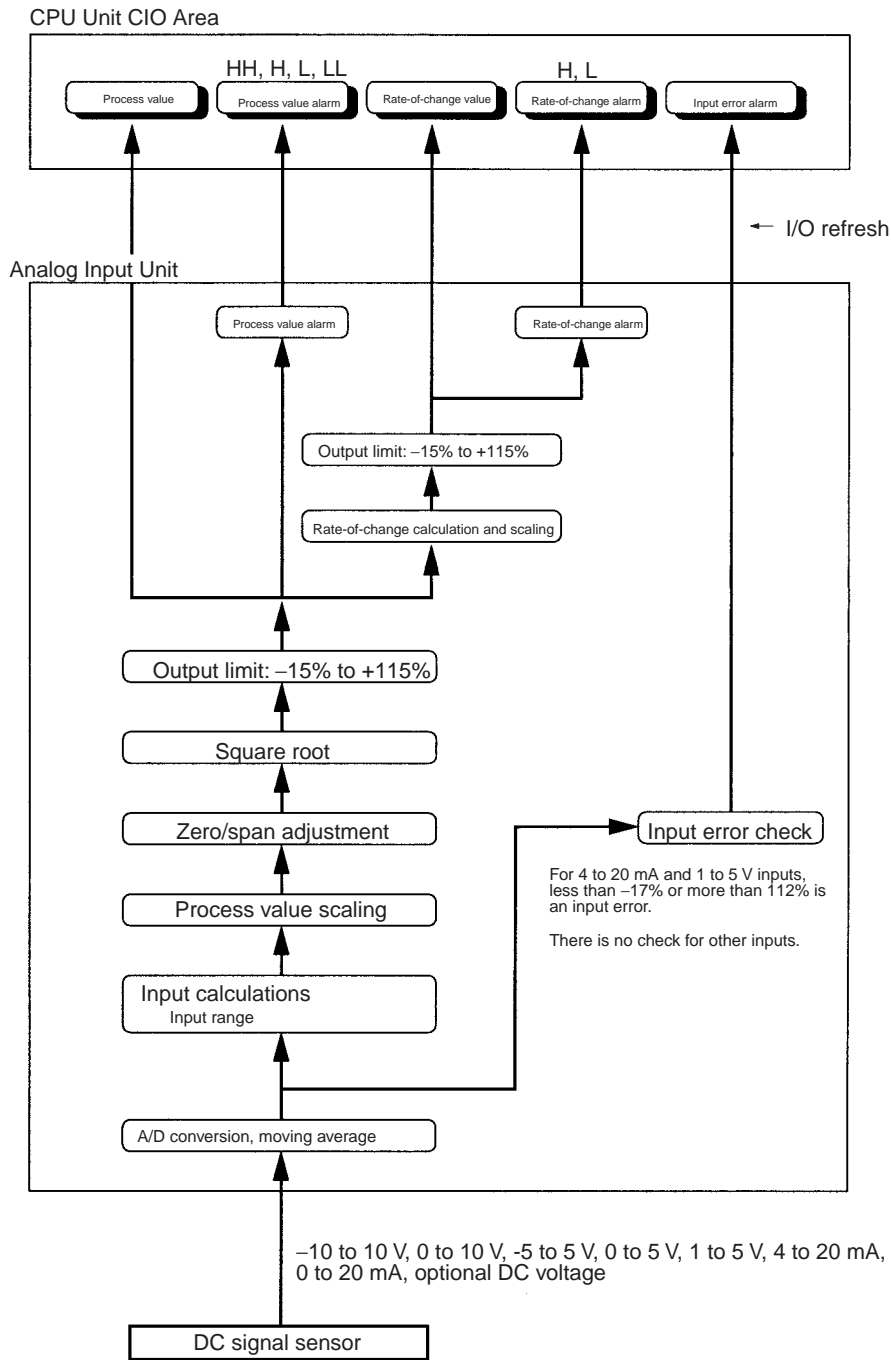 CPU Unit CIO Area
HH, H, L, LL
H, L
Process value
Process value alarm
Rate-of-change value
Rate-of-change alarm
Input error alarm
← I/O refresh
Analog Input Unit
Process value alarm
Rate-of-change alarm
Output limit: –15% to +115%
Rate-of-change calculation and scaling
Output limit: –15% to +115%
Square root
Zero/span adjustment
Input error check
For 4 to 20 mA and 1 to 5 V inputs,
less than –17% or more than 112% is
an input error.
There is no check for other inputs.
Process value scaling
Input calculations
Input range
A/D conversion, moving average
–10 to 10 V, 0 to 10 V, -5 to 5 V, 0 to 5 V, 1 to 5 V, 4 to 20 mA,
0 to 20 mA, optional DC voltage
DC signal sensor